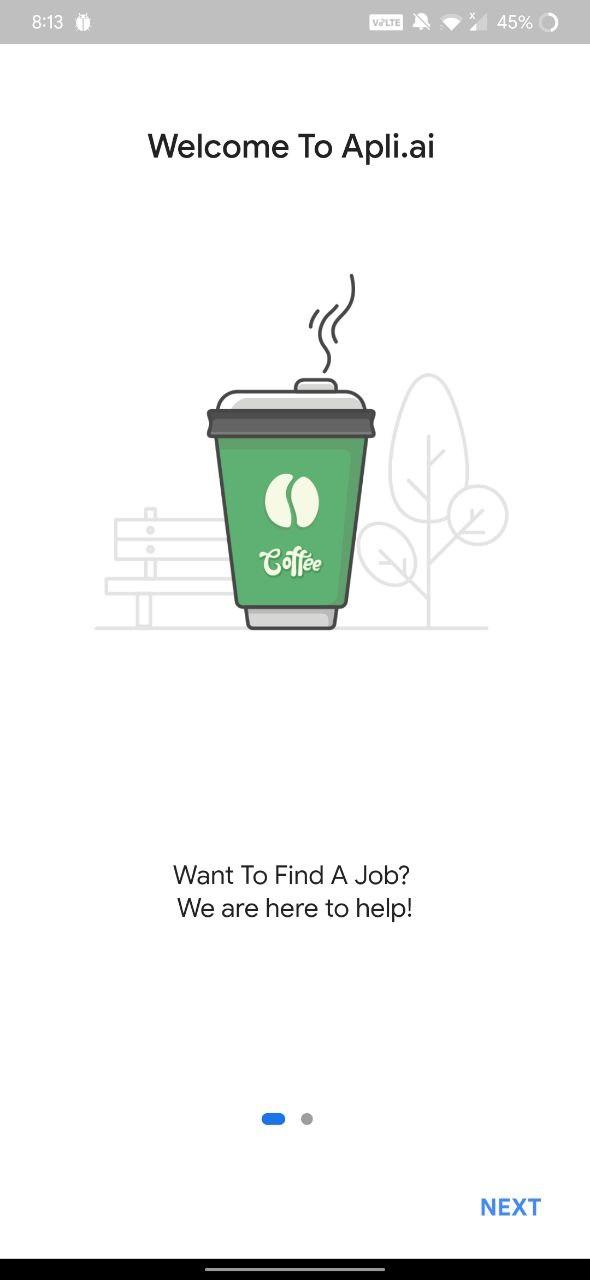 8:13
VoLTE
x
45%
Welcome To Apli.ai
Coffee
Want To Find A Job?
We are here to help!
NEXT